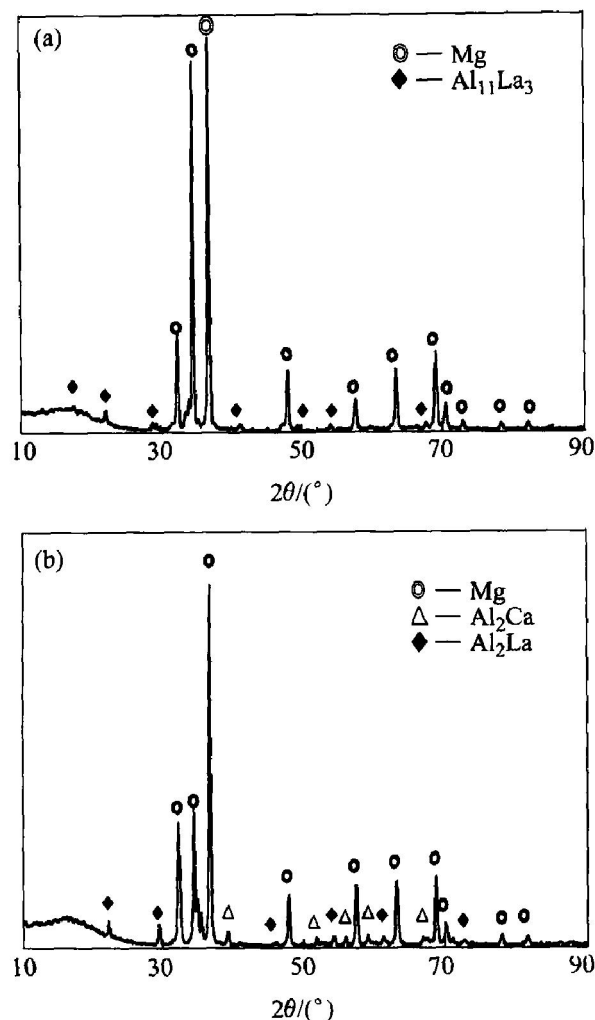 (a)
◎ — Mg
◆ — Al₁₁La₃
10 30 50 70 90
2θ/(°)
(b)
○ — Mg
△ — Al₂Ca
◆ — Al₂La
10 30 50 70 90
2θ/(°)